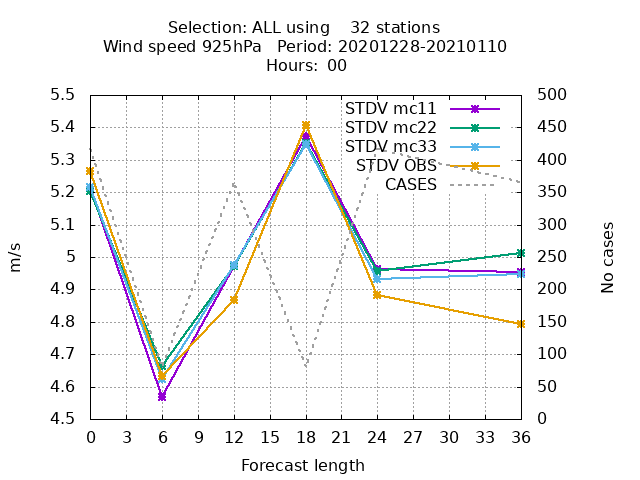 Selection: ALL using    32 stations
Wind speed 925hPa   Period: 20201228-20210110
Hours: 00
5.5
5.4
5.3
5.2
5.1
5
4.9
4.8
4.7
4.6
4.5
m/s
STDV mc11
STDV mc22
STDV mc33
STDV OBS
CASES
500
450
400
350
300
250
200
150
100
50
0
No cases
0 3 6 9 12 15 18 21 24 27 30 33 36
Forecast length